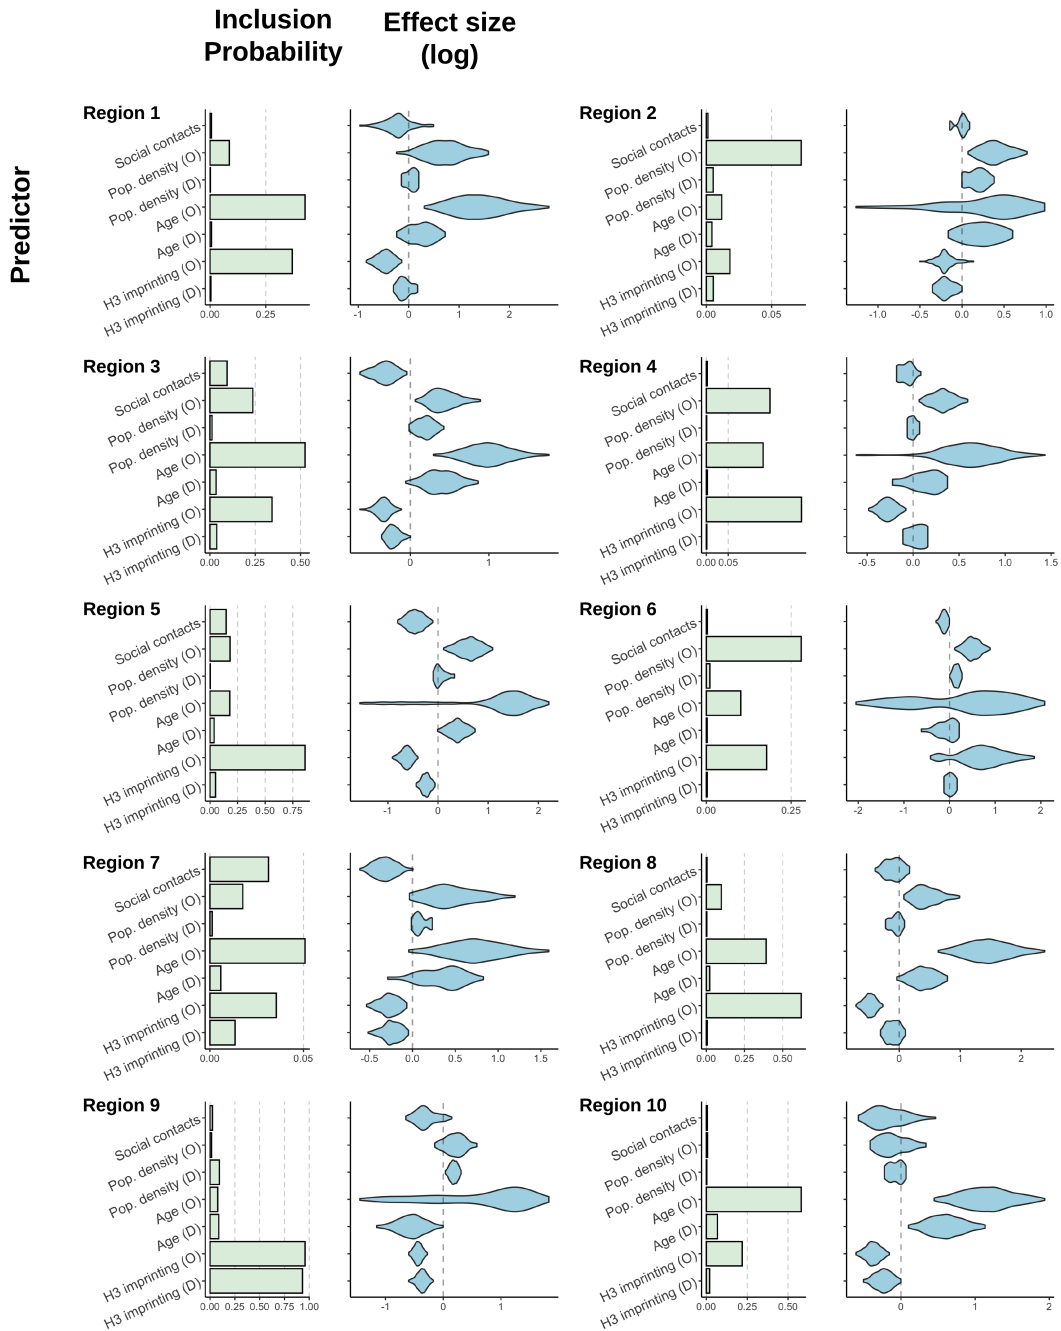 Inclusion
Probability
Effect size
(log)
Predictor
Region 1
Social contacts
Pop. density (O)
Pop. density (D)
Age (O)
Age (D)
H3 imprinting (O)
H3 imprinting (D)
0.00 0.25
-1 0 1 2
Region 2
Social contacts
Pop. density (O)
Pop. density (D)
Age (O)
Age (D)
H3 imprinting (O)
H3 imprinting (D)
0.00 0.05
-1.0 -0.5 0.0 0.5 1.0
Region 3
Social contacts
Pop. density (O)
Pop. density (D)
Age (O)
Age (D)
H3 imprinting (O)
H3 imprinting (D)
0.00 0.25 0.50
0 1
Region 4
Social contacts
Pop. density (O)
Pop. density (D)
Age (O)
Age (D)
H3 imprinting (O)
H3 imprinting (D)
0.00 0.05
-0.5 0.0 0.5 1.0 1.5
Region 5
Social contacts
Pop. density (O)
Pop. density (D)
Age (O)
Age (D)
H3 imprinting (O)
H3 imprinting (D)
0.00 0.25 0.50 0.75
-1 0 1 2
Region 6
Social contacts
Pop. density (O)
Pop. density (D)
Age (O)
Age (D)
H3 imprinting (O)
H3 imprinting (D)
0.00 0.25
-2 -1 0 1 2
Region 7
Social contacts
Pop. density (O)
Pop. density (D)
Age (O)
Age (D)
H3 imprinting (O)
H3 imprinting (D)
0.00 0.05
-0.5 0.0 0.5 1.0 1.5
Region 8
Social contacts
Pop. density (O)
Pop. density (D)
Age (O)
Age (D)
H3 imprinting (O)
H3 imprinting (D)
0.00 0.25 0.50
0 1 2
Region 9
Social contacts
Pop. density (O)
Pop. density (D)
Age (O)
Age (D)
H3 imprinting (O)
H3 imprinting (D)
0.00 0.25 0.50 0.75 1.00
-1 0 1
Region 10
Social contacts
Pop. density (O)
Pop. density (D)
Age (O)
Age (D)
H3 imprinting (O)
H3 imprinting (D)
0.00 0.25 0.50
0 1 2